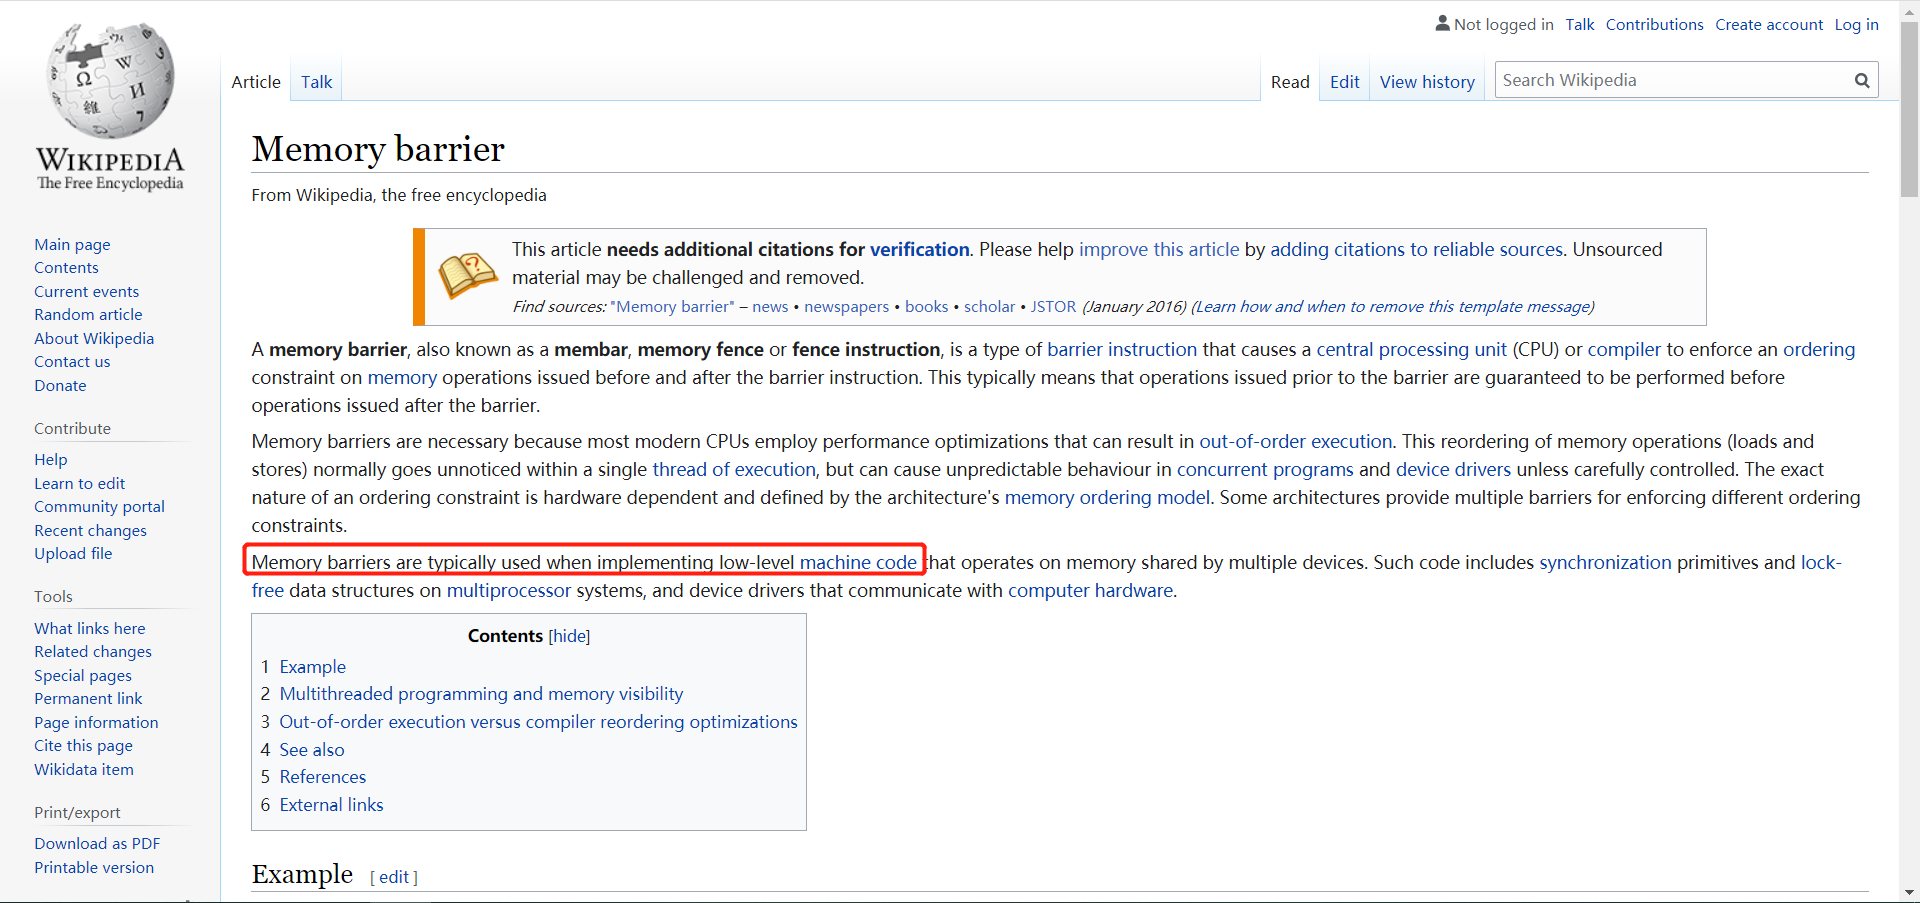 Not logged in Talk Contributions Create account Log in
Article Talk Read Edit View history Search Wikipedia
WIKIPEDIA
The Free Encyclopedia
Main page
Contents
Current events
Random article
About Wikipedia
Contact us
Donate
Contribute
Help
Learn to edit
Community portal
Recent changes
Upload file
Tools
What links here
Related changes
Special pages
Permanent link
Page information
Cite this page
Wikidata item
Print/export
Download as PDF
Printable version
Memory barrier
From Wikipedia, the free encyclopedia
This article needs additional citations for verification. Please help improve this article by adding citations to reliable sources. Unsourced
material may be challenged and removed.
Find sources: "Memory barrier" – news • newspapers • books • scholar • JSTOR (January 2016) (Learn how and when to remove this template message)
A memory barrier, also known as a membar, memory fence or fence instruction, is a type of barrier instruction that causes a central processing unit (CPU) or compiler to enforce an ordering
constraint on memory operations issued before and after the barrier instruction. This typically means that operations issued prior to the barrier are guaranteed to be performed before
operations issued after the barrier.
Memory barriers are necessary because most modern CPUs employ performance optimizations that can result in out-of-order execution. This reordering of memory operations (loads and
stores) normally goes unnoticed within a single thread of execution, but can cause unpredictable behaviour in concurrent programs and device drivers unless carefully controlled. The exact
nature of an ordering constraint is hardware dependent and defined by the architecture's memory ordering model. Some architectures provide multiple barriers for enforcing different ordering
constraints.
Memory barriers are typically used when implementing low-level machine code that operates on memory shared by multiple devices. Such code includes synchronization primitives and lock-
free data structures on multiprocessor systems, and device drivers that communicate with computer hardware.
Contents [hide]
1 Example
2 Multithreaded programming and memory visibility
3 Out-of-order execution versus compiler reordering optimizations
4 See also
5 References
6 External links
Example [ edit ]